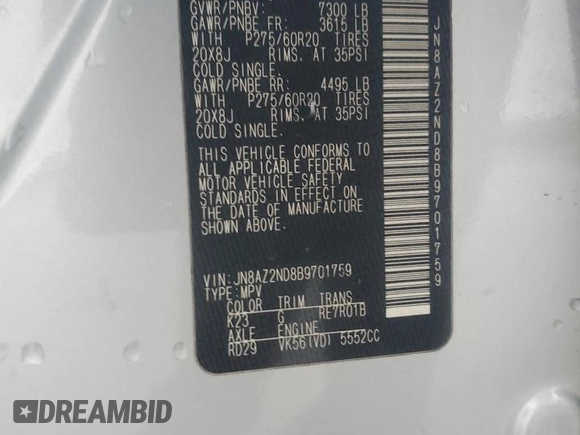 GVWR/PNBV: 7300 LB
GAWR/PNBE FR: 3615 LB
WITH P275/60R20 TIRES
20X8J RIMS. AT 35PSI
COLD SINGLE.
GAWR/PNBE RR: 4495 LB
WITH P275/60R20 TIRES
20X8J RIMS. AT 35PSI
COLD SINGLE.
THIS VEHICLE CONFORMS TO
ALL APPLICABLE FEDERAL
MOTOR VEHICLE SAFETY
STANDARDS IN EFFECT ON
THE DATE OF MANUFACTURE
SHOWN ABOVE.
VIN: JN8AZ2ND8B9701759
TYPE: MPV
COLOR TRIM TRANS
K23 G RE7R01B
AXLE ENGINE
RD29 VK56(VD) 5552CC
JN8AZ2ND8B9701759
DREAMBID